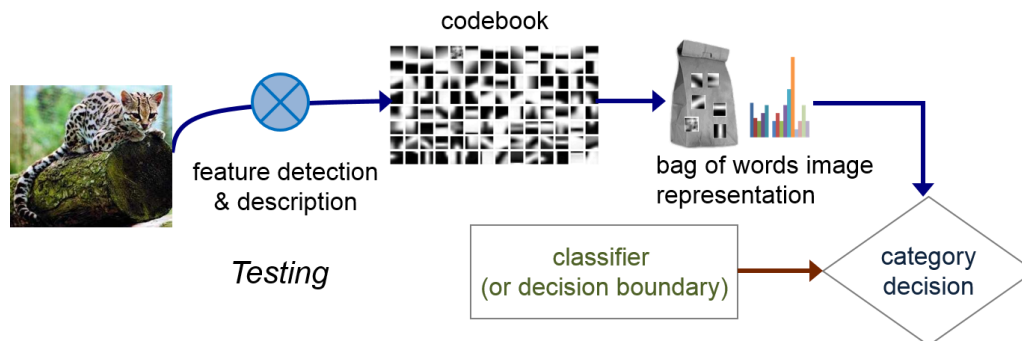 codebook
feature detection
& description
bag of words image
representation
Testing
classifier
(or decision boundary)
category
decision